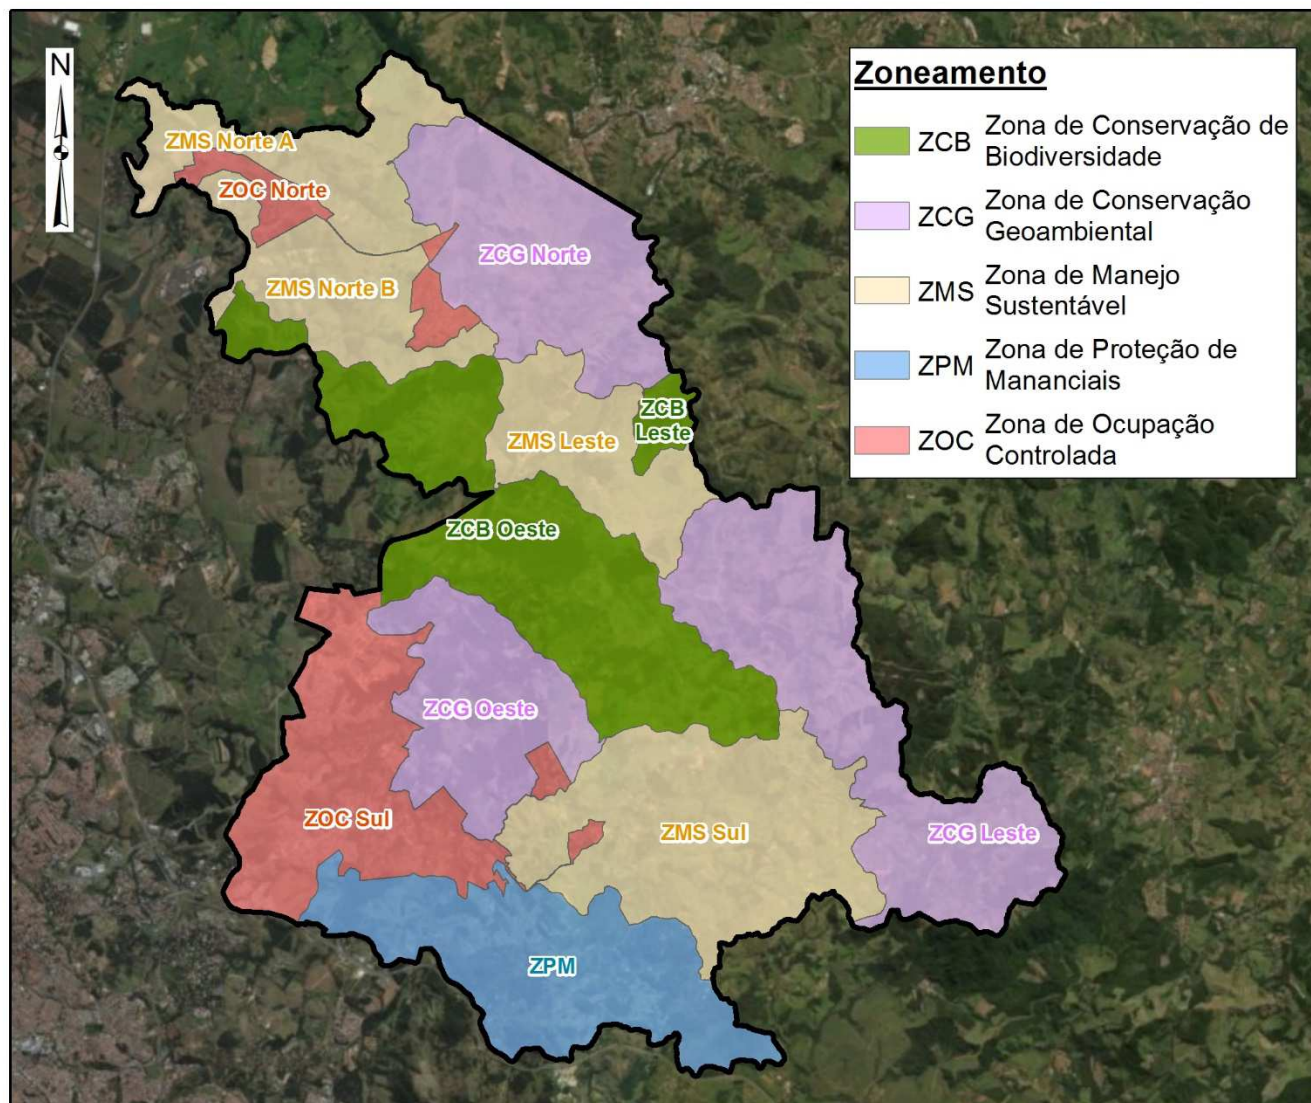 N
Zoneamento
ZCB
Zona de Conservação de
Biodiversidade
ZCG
Zona de Conservação
Geoambiental
ZMS
Zona de Manejo
Sustentável
ZPM
Zona de Proteção de
Mananciais
ZOC
Zona de Ocupação
Controlada
ZMS Norte A
ZOC Norte
ZCG Norte
ZMS Norte B
ZCB
Leste
ZMS Leste
ZCB Oeste
ZCG Oeste
ZOC Sul
ZMS Sul
ZCG Leste
ZPM